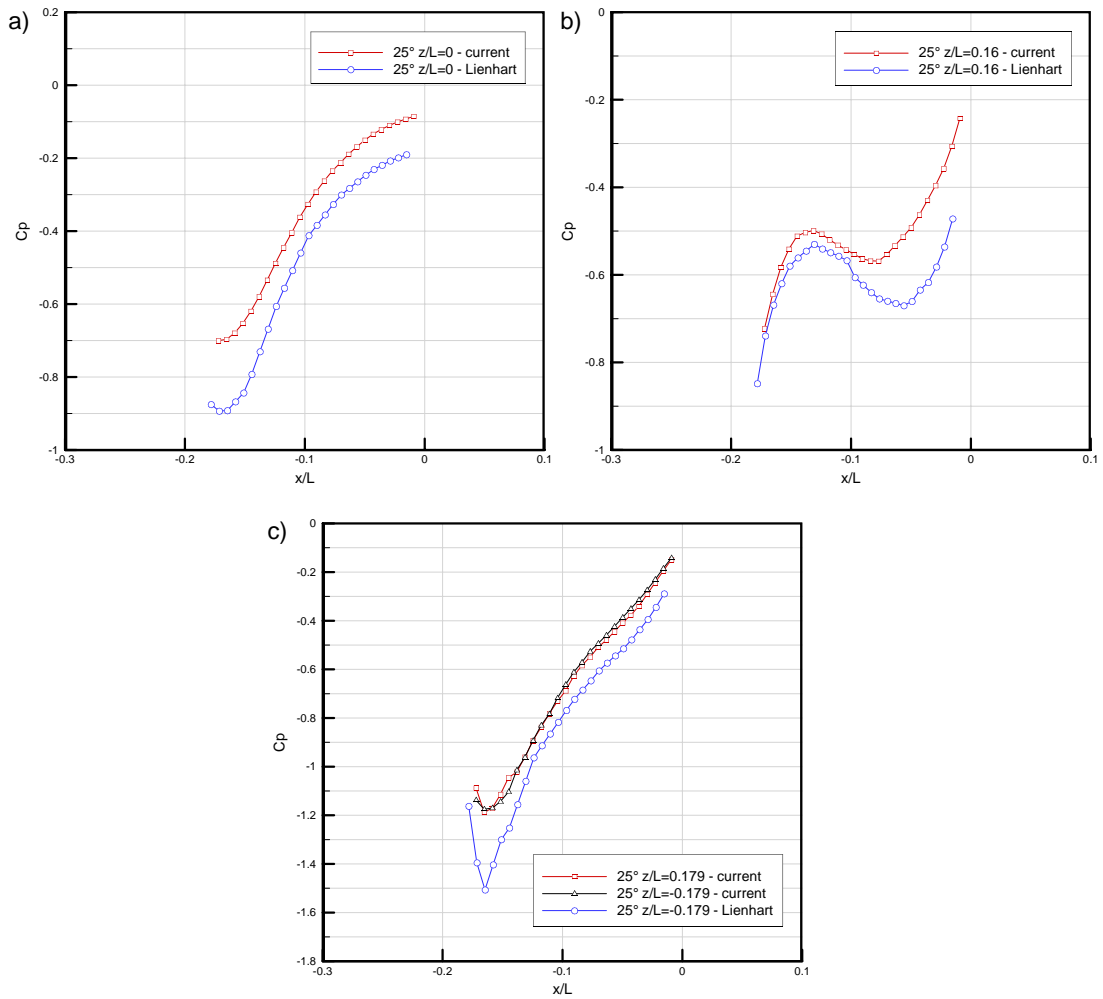 a)
25° z/L=0 - current
25° z/L=0 - Lienhart
0.2
0
-0.2
-0.4
-0.6
-0.8
-1
Cp
-0.3
-0.2
-0.1
0
0.1
x/L
b)
25° z/L=0.16 - current
25° z/L=0.16 - Lienhart
0
-0.2
-0.4
-0.6
-0.8
-1
Cp
-0.3
-0.2
-0.1
0
0.1
x/L
c)
0
-0.2
-0.4
-0.6
-0.8
-1
-1.2
-1.4
-1.6
-1.8
Cp
25° z/L=0.179 - current
25° z/L=-0.179 - current
25° z/L=-0.179 - Lienhart
-0.3
-0.2
-0.1
0
0.1
x/L